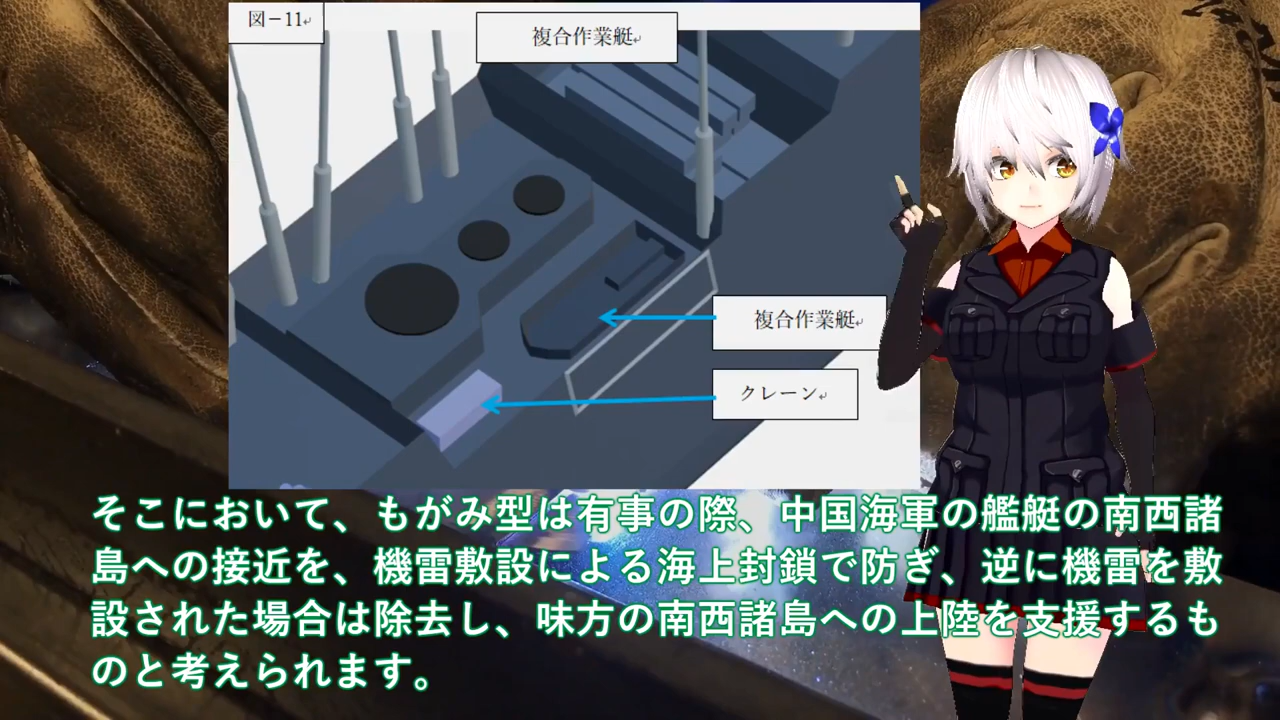 図－11
複合作業艇
複合作業艇
クレーン
そこにおいて、もがみ型は有事の際、中国海軍の艦艇の南西諸
島への接近を、機雷敷設による海上封鎖で防ぎ、逆に機雷を敷
設された場合は除去し、味方の南西諸島への上陸を支援するも
のと考えられます。